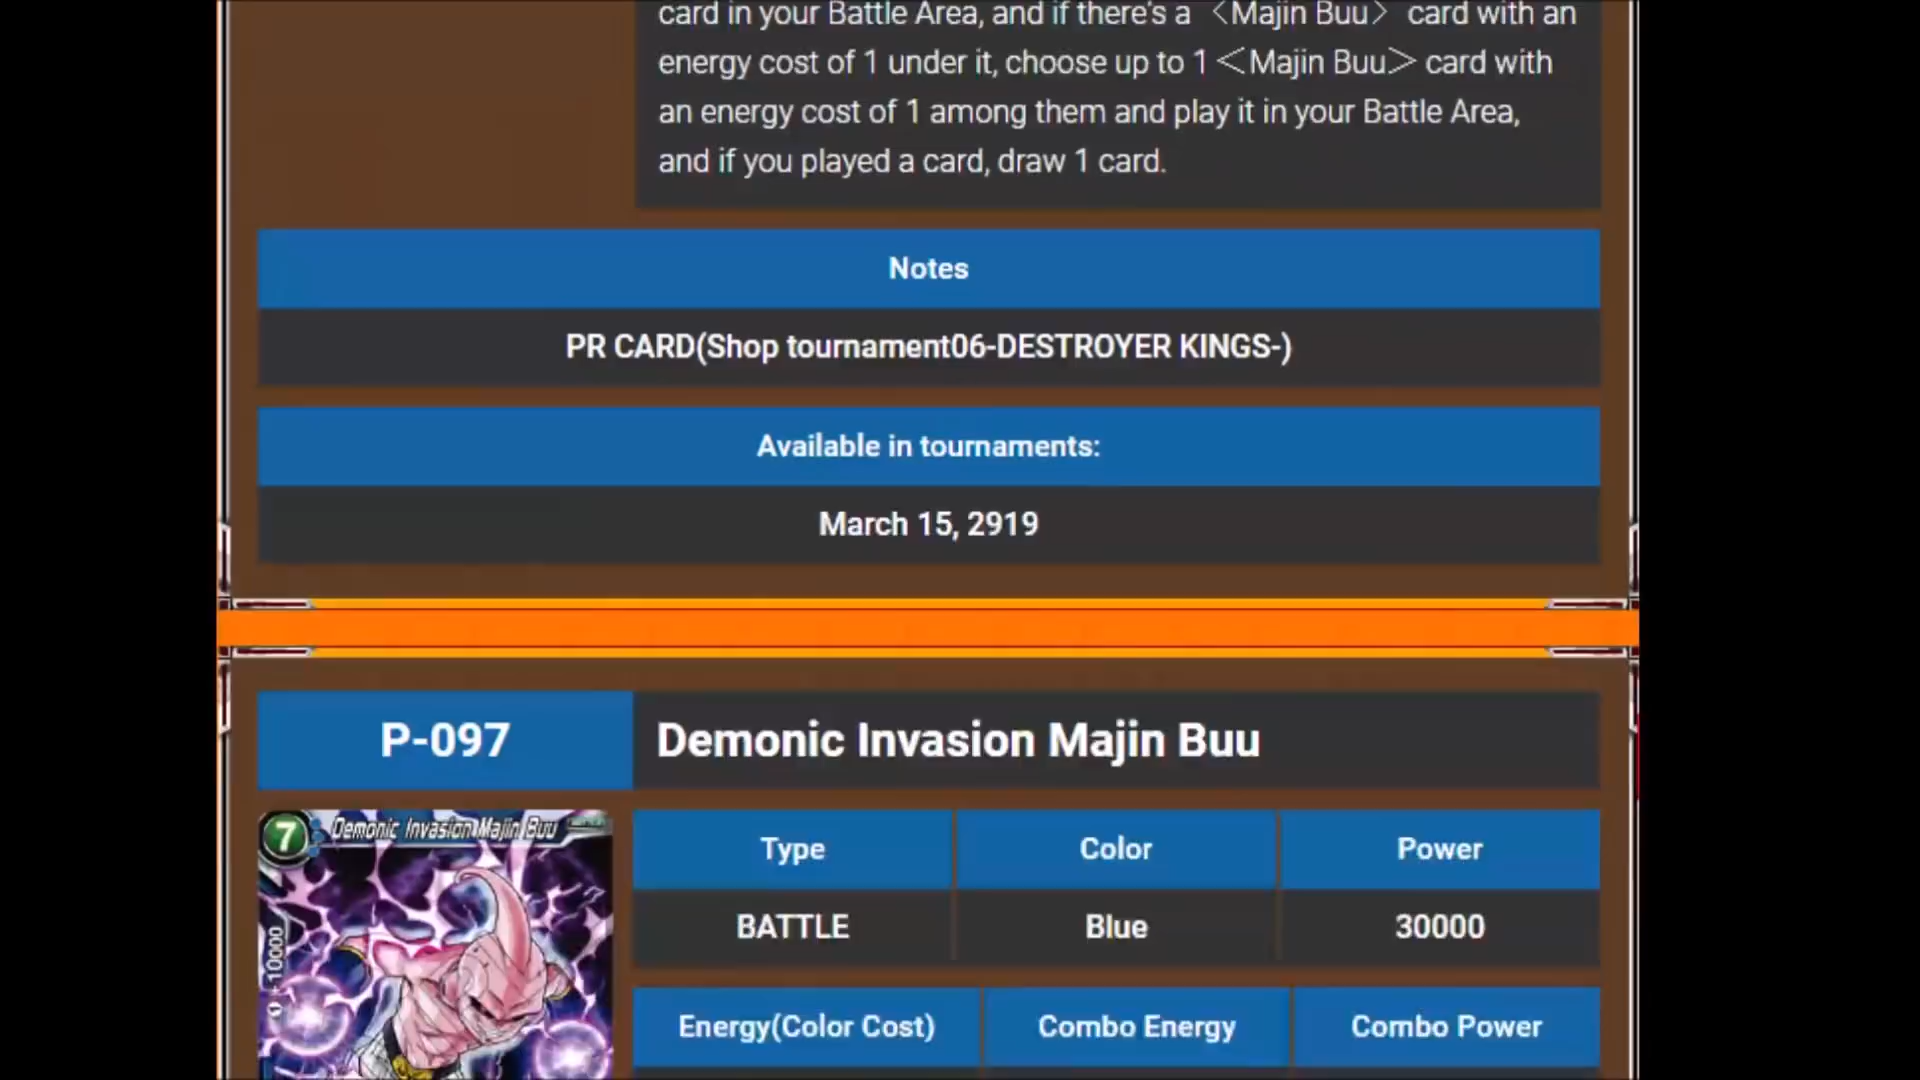 card in your Battle Area, and if there's a ＜Majin Buu＞ card with an
energy cost of 1 under it, choose up to 1 ＜Majin Buu＞ card with
an energy cost of 1 among them and play it in your Battle Area,
and if you played a card, draw 1 card.
Notes
PR CARD(Shop tournament06-DESTROYER KINGS-)
Available in tournaments:
March 15, 2919
P-097
Demonic Invasion Majin Buu
7
Demonic Invasion Majin Buu
+10000
Type
Color
Power
BATTLE
Blue
30000
Energy(Color Cost)
Combo Energy
Combo Power